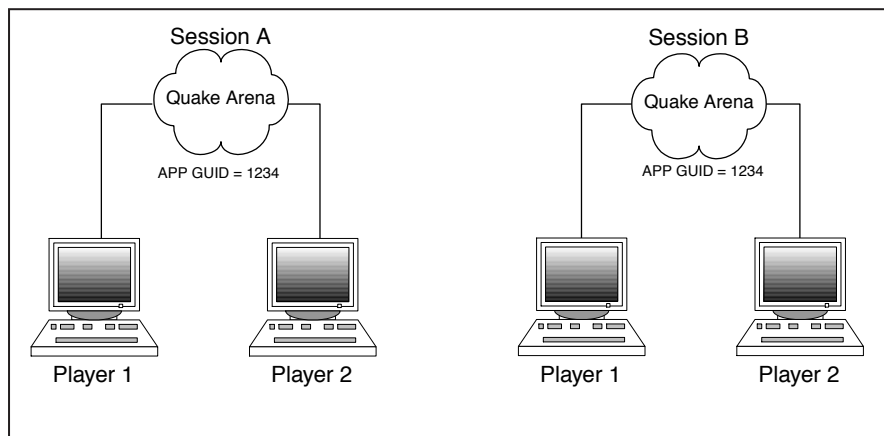 Session A
Quake Arena
APP GUID = 1234
Player 1
Player 2
Session B
Quake Arena
APP GUID = 1234
Player 1
Player 2